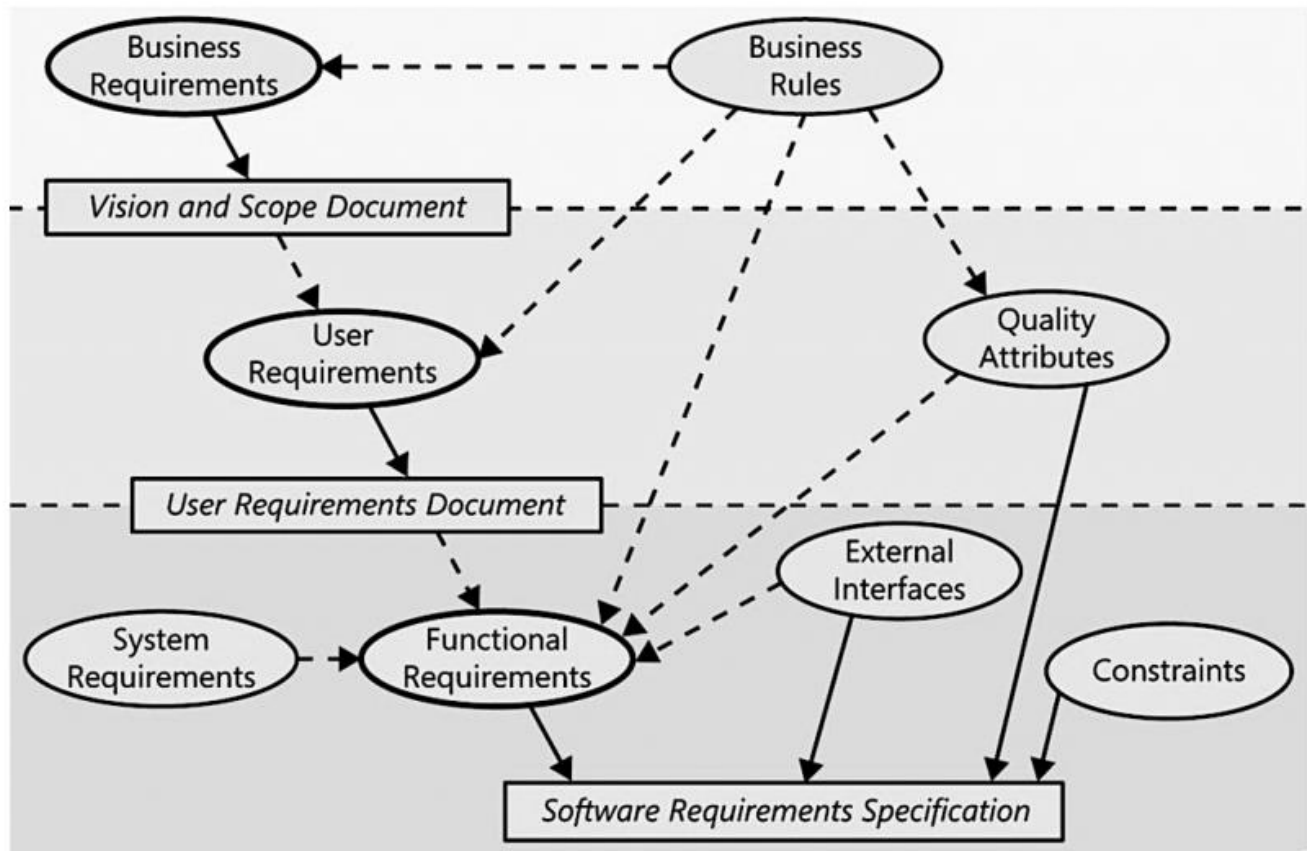 Business
Requirements
Business
Rules
Vision and Scope Document
User
Requirements
Quality
Attributes
User Requirements Document
External
Interfaces
System
Requirements
Functional
Requirements
Constraints
Software Requirements Specification